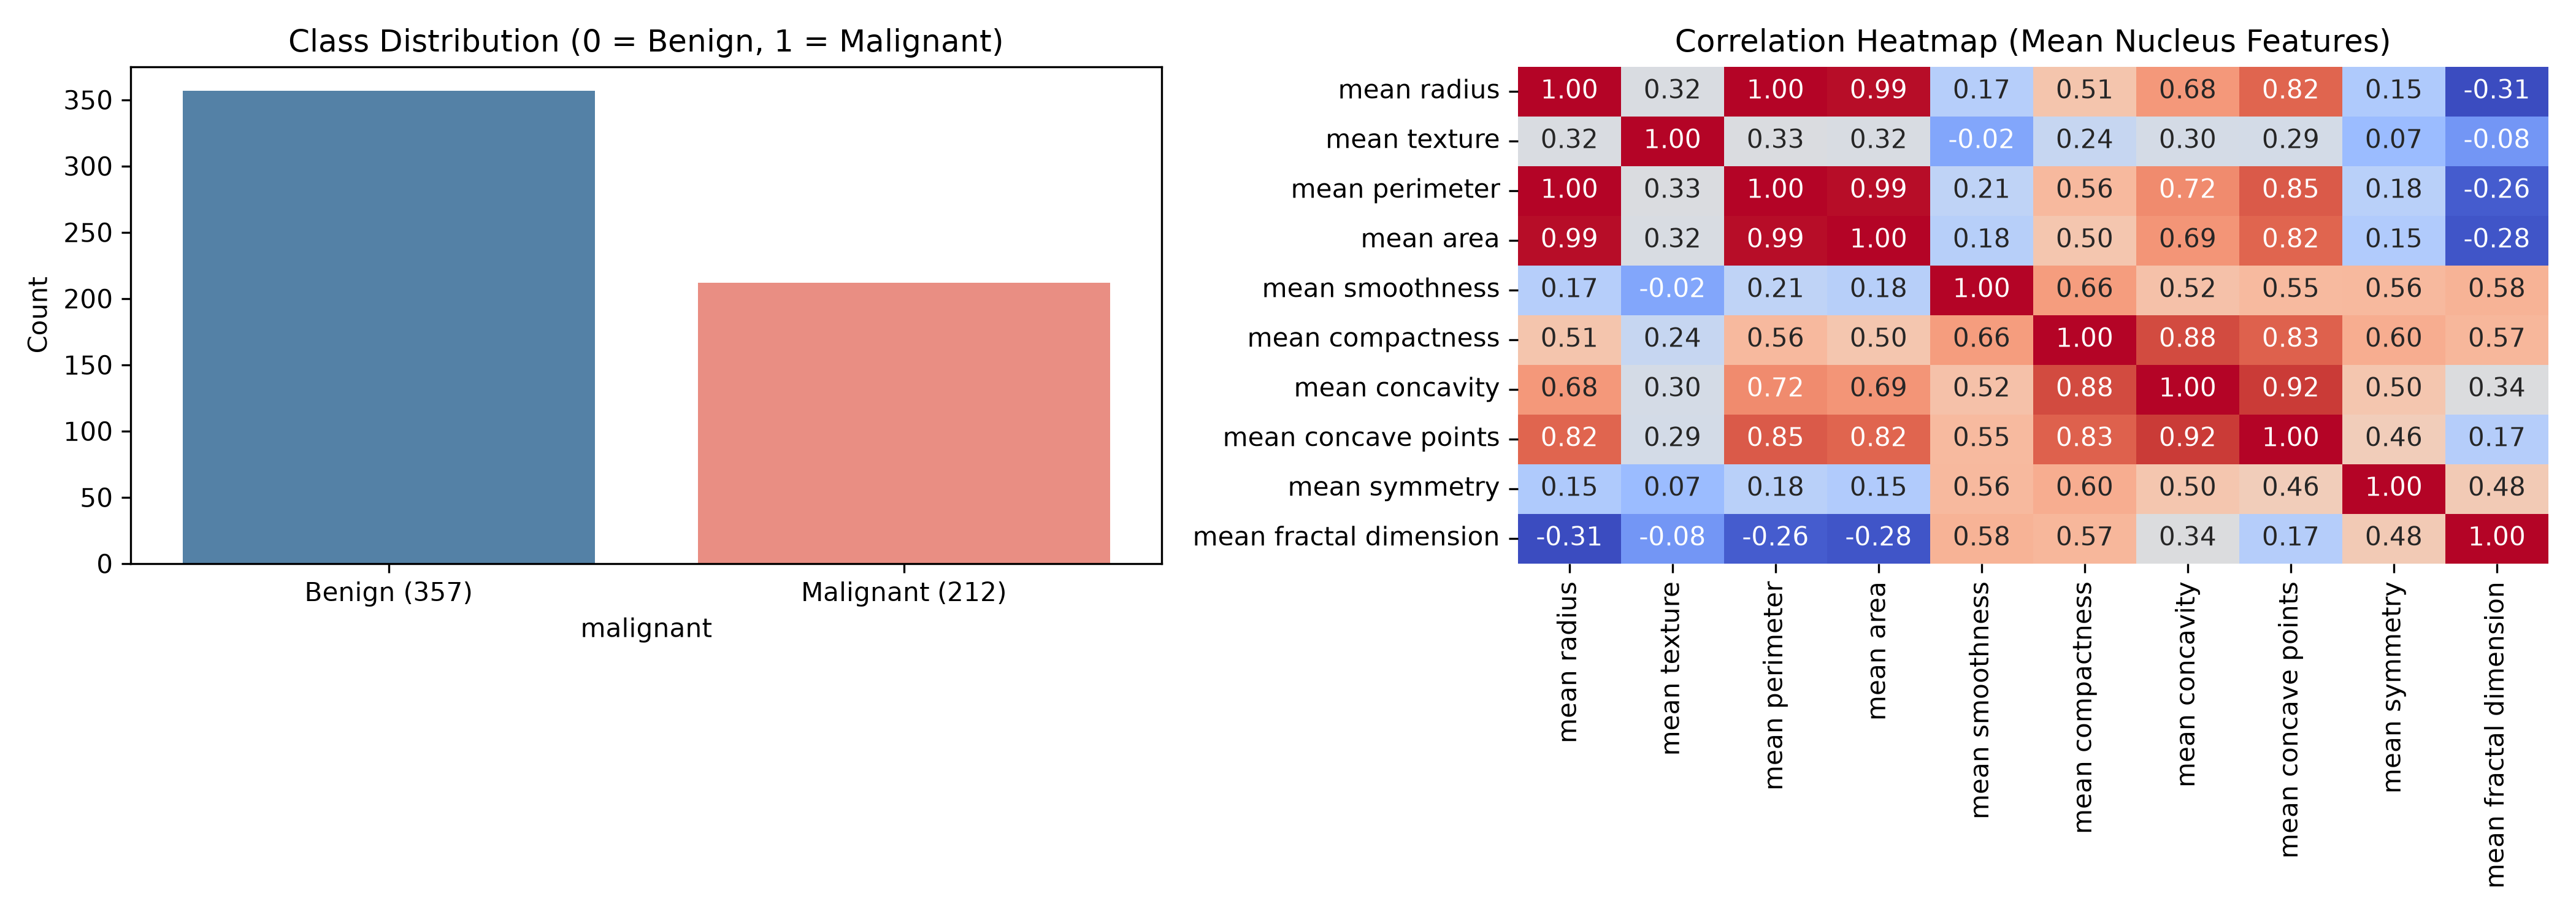 Class Distribution (0 = Benign, 1 = Malignant)
Count
350
300
250
200
150
100
50
0
Benign (357) Malignant (212)
malignant
Correlation Heatmap (Mean Nucleus Features)
mean radius 1.00 0.32 1.00 0.99 0.17 0.51 0.68 0.82 0.15 -0.31
mean texture 0.32 1.00 0.33 0.32 -0.02 0.24 0.30 0.29 0.07 -0.08
mean perimeter 1.00 0.33 1.00 0.99 0.21 0.56 0.72 0.85 0.18 -0.26
mean area 0.99 0.32 0.99 1.00 0.18 0.50 0.69 0.82 0.15 -0.28
mean smoothness 0.17 -0.02 0.21 0.18 1.00 0.66 0.52 0.55 0.56 0.58
mean compactness 0.51 0.24 0.56 0.50 0.66 1.00 0.88 0.83 0.60 0.57
mean concavity 0.68 0.30 0.72 0.69 0.52 0.88 1.00 0.92 0.50 0.34
mean concave points 0.82 0.29 0.85 0.82 0.55 0.83 0.92 1.00 0.46 0.17
mean symmetry 0.15 0.07 0.18 0.15 0.56 0.60 0.50 0.46 1.00 0.48
mean fractal dimension -0.31 -0.08 -0.26 -0.28 0.58 0.57 0.34 0.17 0.48 1.00
mean radius
mean texture
mean perimeter
mean area
mean smoothness
mean compactness
mean concavity
mean concave points
mean symmetry
mean fractal dimension